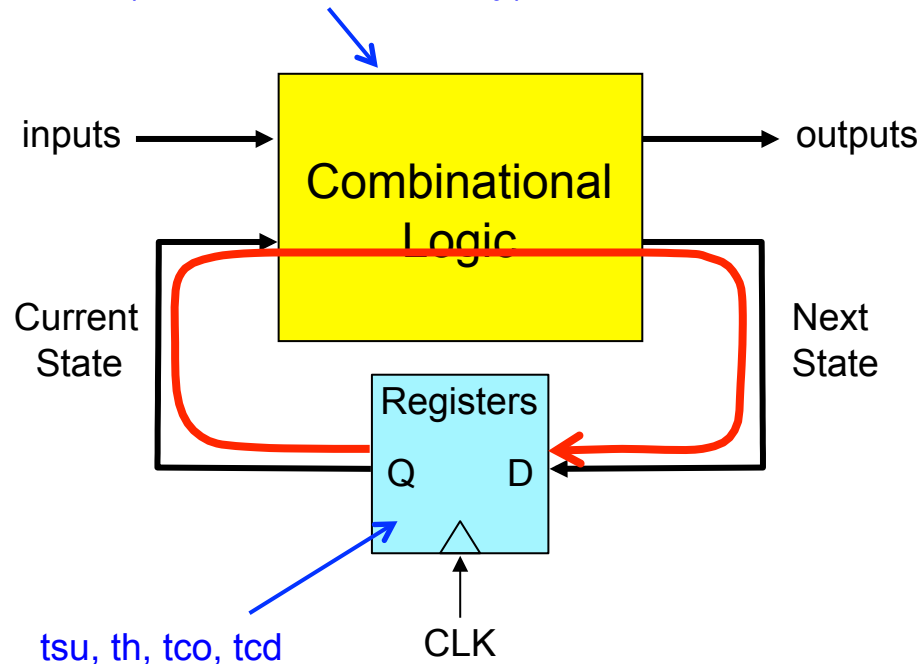 inputs
outputs
Combinational
Logic
Current
State
Next
State
Registers
Q
D
tsu, th, tco, tcd
CLK